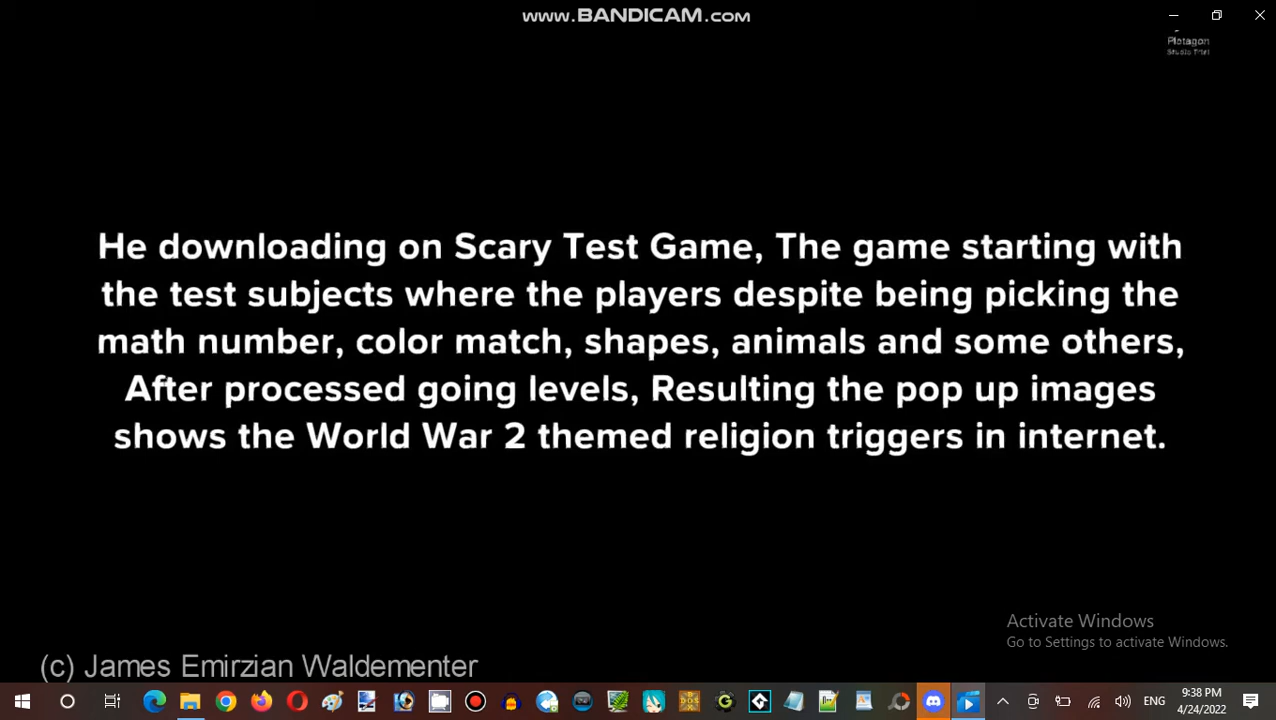 www.BANDICAM.com
Plotagon
Studio Trial
He downloading on Scary Test Game, The game starting with
the test subjects where the players despite being picking the
math number, color match, shapes, animals and some others,
After processed going levels, Resulting the pop up images
shows the World War 2 themed religion triggers in internet.
Activate Windows
Go to Settings to activate Windows.
(c) James Emirzian Waldementer
ENG
9:38 PM
4/24/2022